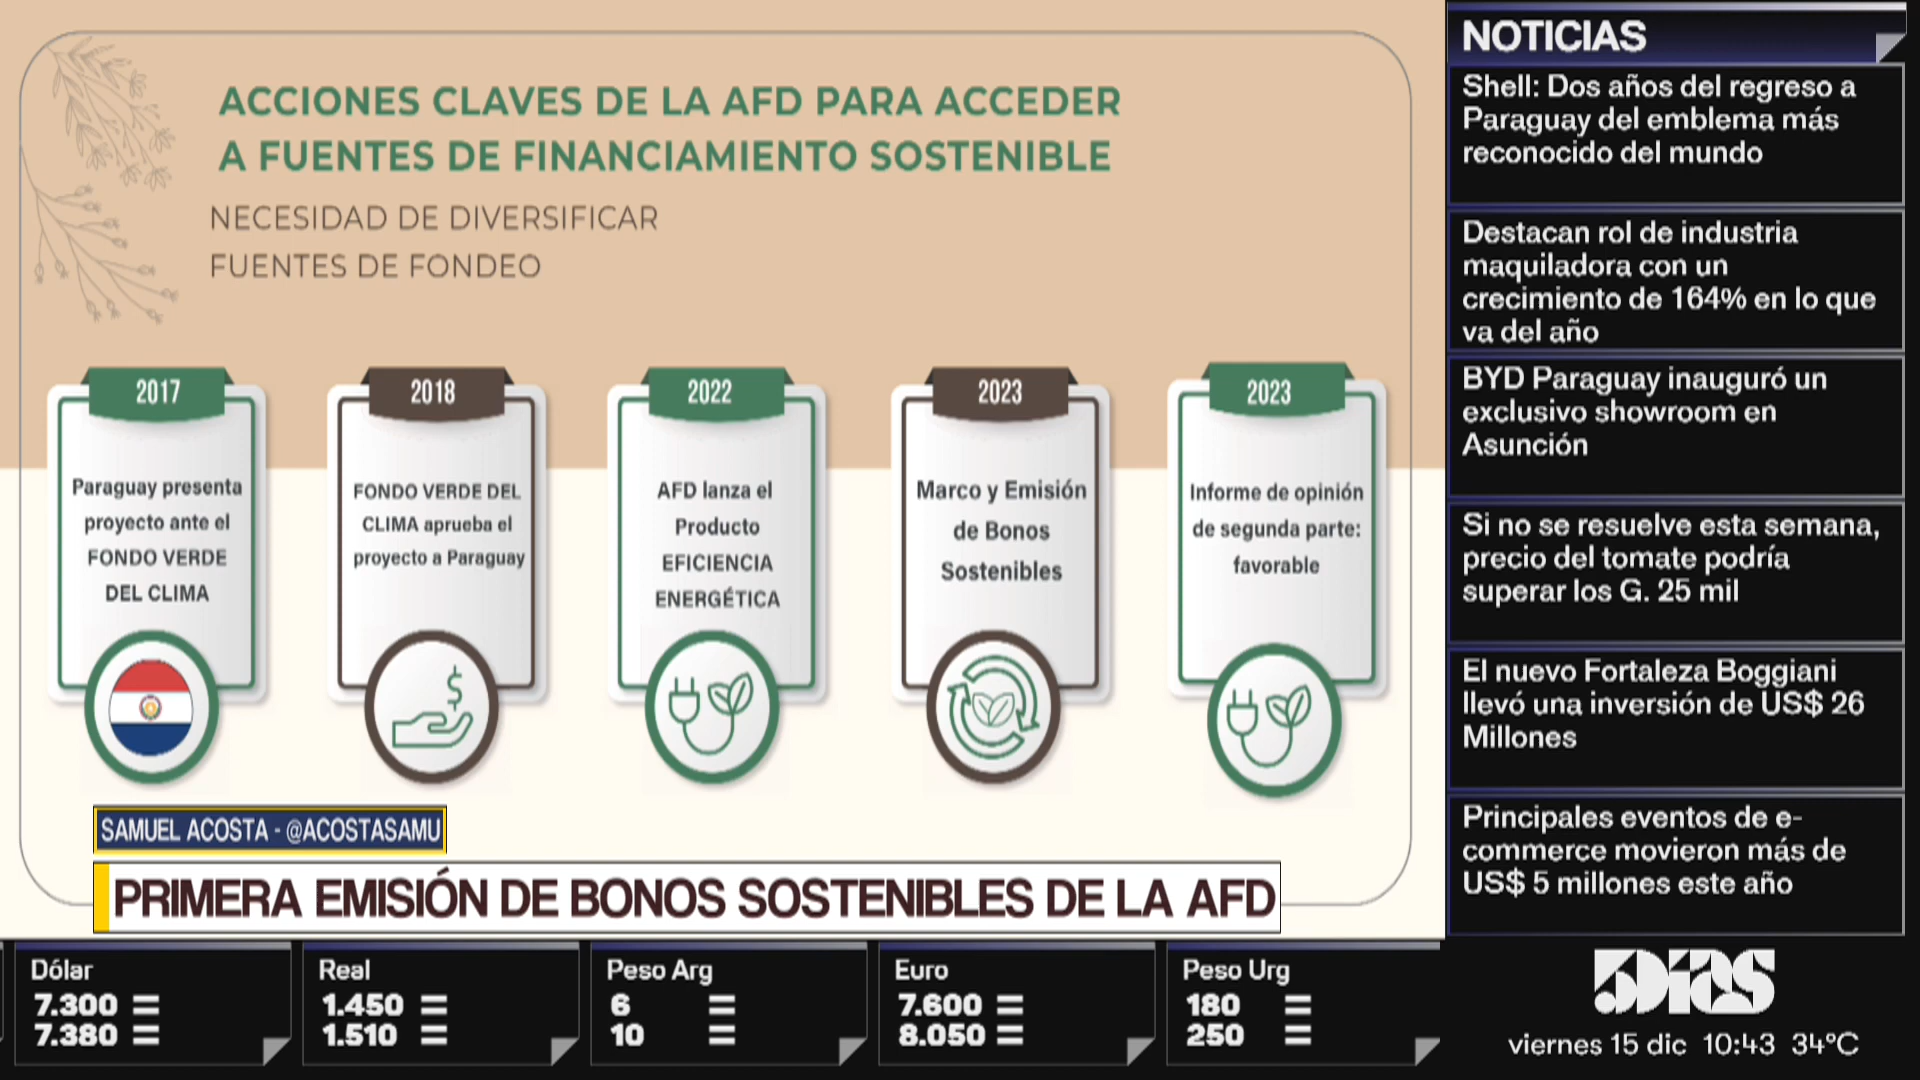 ACCIONES CLAVES DE LA AFD PARA ACCEDER
A FUENTES DE FINANCIAMIENTO SOSTENIBLE
NECESIDAD DE DIVERSIFICAR
FUENTES DE FONDEO
2017
Paraguay presenta
proyecto ante el
FONDO VERDE
DEL CLIMA
2018
FONDO VERDE DEL
CLIMA aprueba el
proyecto a Paraguay
2022
AFD lanza el
Producto
EFICIENCIA
ENERGÉTICA
2023
Marco y Emisión
de Bonos
Sostenibles
2023
Informe de opinión
de segunda parte:
favorable
SAMUEL ACOSTA - @ACOSTASAMU
PRIMERA EMISIÓN DE BONOS SOSTENIBLES DE LA AFD
NOTICIAS
Shell: Dos años del regreso a
Paraguay del emblema más
reconocido del mundo
Destacan rol de industria
maquiladora con un
crecimiento de 164% en lo que
va del año
BYD Paraguay inauguró un
exclusivo showroom en
Asunción
Si no se resuelve esta semana,
precio del tomate podría
superar los G. 25 mil
El nuevo Fortaleza Boggiani
llevó una inversión de US$ 26
Millones
Principales eventos de e-
commerce movieron más de
US$ 5 millones este año
Dólar
7.300
7.380
Real
1.450
1.510
Peso Arg
6
10
Euro
7.600
8.050
Peso Urg
180
250
5Días
viernes 15 dic 10:43 34°C